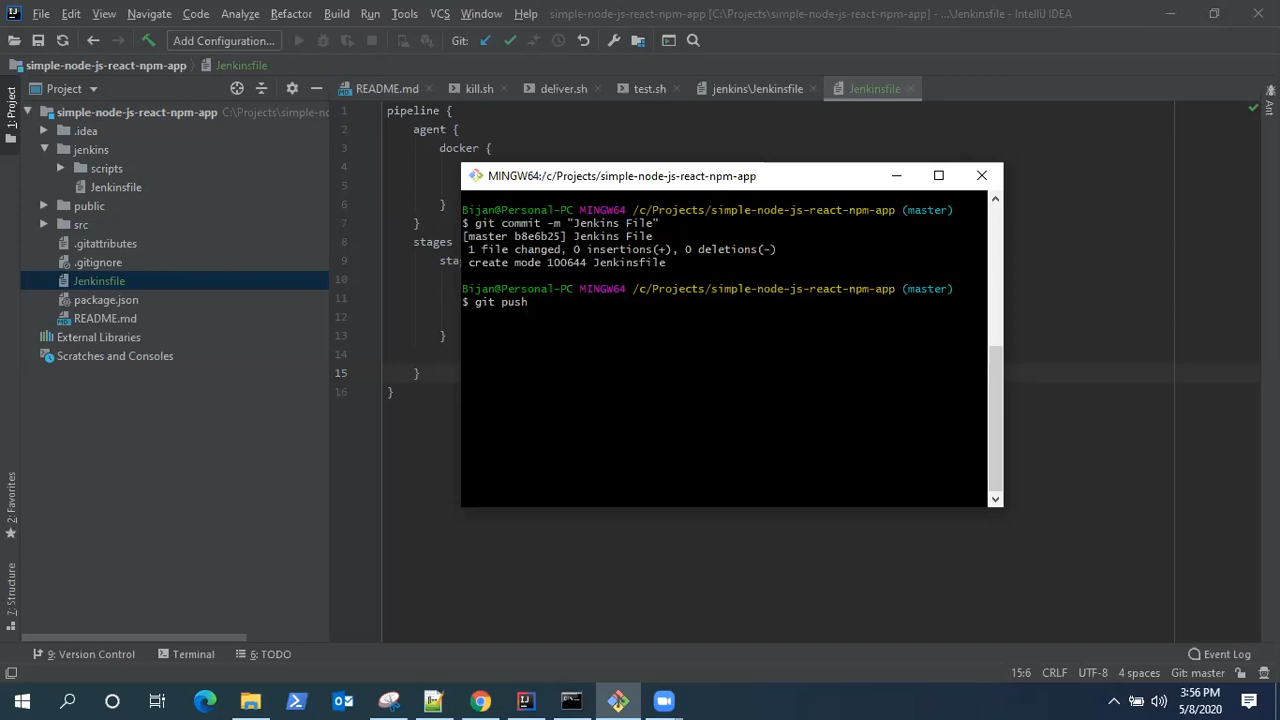 File Edit View Navigate Code Analyze Refactor Build Run Tools VCS Window Help simple-node-js-react-npm-app [C:\Projects\simple-node-js-react-npm-app] - ...\Jenkinsfile - IntelliJ IDEA
Add Configuration... Git:
simple-node-js-react-npm-app Jenkinsfile
Project README.md kill.sh deliver.sh test.sh jenkins\Jenkinsfile Jenkinsfile
1: Project
Ant
simple-node-js-react-npm-app C:\Projects\simple-no
.idea
jenkins
scripts
Jenkinsfile
public
src
.gitattributes
.gitignore
Jenkinsfile
package.json
README.md
External Libraries
Scratches and Consoles
1 pipeline {
2 agent {
3 docker {
4
5
6 }
7 }
8 stages
9 sta
10
11
12
13 }
14
15 }
16 }
MINGW64:/c/Projects/simple-node-js-react-npm-app
Bijan@Personal-PC MINGW64 /c/Projects/simple-node-js-react-npm-app (master)
$ git commit -m "Jenkins File"
[master b8e6b25] Jenkins File
1 file changed, 0 insertions(+), 0 deletions(-)
create mode 100644 Jenkinsfile
Bijan@Personal-PC MINGW64 /c/Projects/simple-node-js-react-npm-app (master)
$ git push
2: Favorites
7: Structure
9: Version Control Terminal 6: TODO Event Log
15:6 CRLF UTF-8 4 spaces Git: master
3:56 PM
5/8/2020